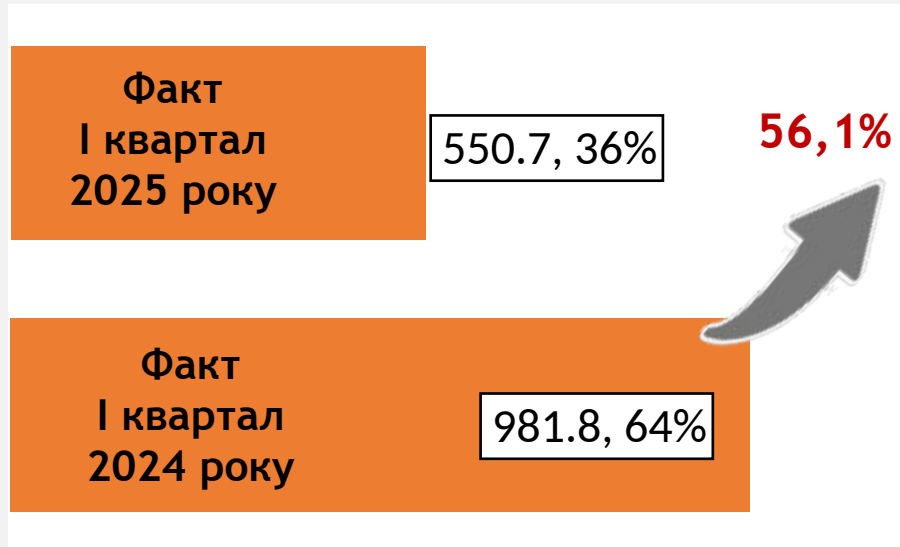 Факт
І квартал
2025 року
550.7, 36%
56,1%
Факт
І квартал
2024 року
981.8, 64%